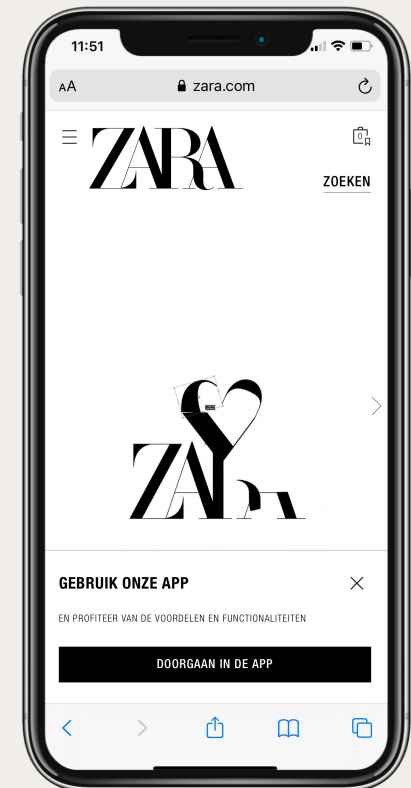 11:51
AA
zara.com
ZARA
0
ZOEKEN
ZARA
GEBRUIK ONZE APP
EN PROFITEER VAN DE VOORDELEN EN FUNCTIONALITEITEN
DOORGAAN IN DE APP